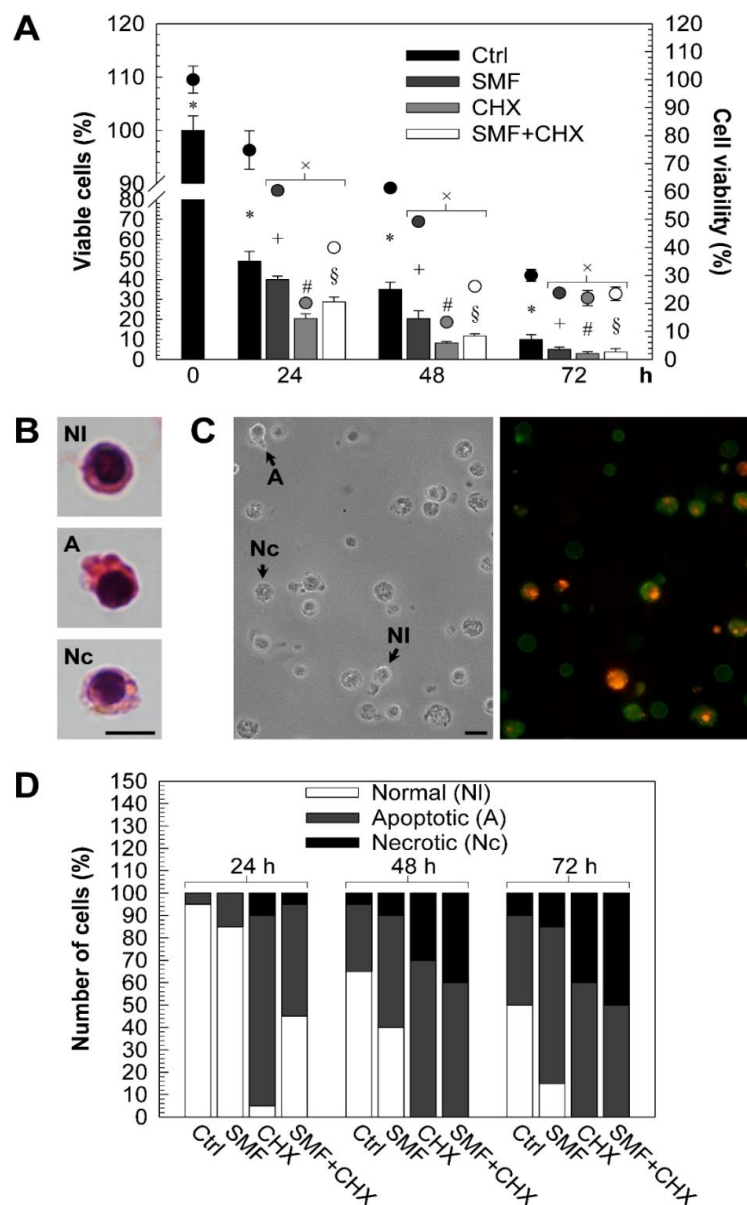 A
Viable cells (%)
120
110
100
90
80
70
60
50
40
30
20
10
0
Ctrl
SMF
CHX
SMF+CHX
120
110
100
90
80
70
60
50
40
30
20
10
0
Cell viability (%)
*
* + # § ×
* + # § ×
* + # § ×
0 24 48 72 h
B
Nl
A
Nc
C
A
Nc
Nl
D
Number of cells (%)
150
140
130
120
110
100
90
80
70
60
50
40
30
20
10
0
Normal (Nl)
Apoptotic (A)
Necrotic (Nc)
24 h 48 h 72 h
Ctrl SMF CHX SMF+CHX Ctrl SMF CHX SMF+CHX Ctrl SMF CHX SMF+CHX